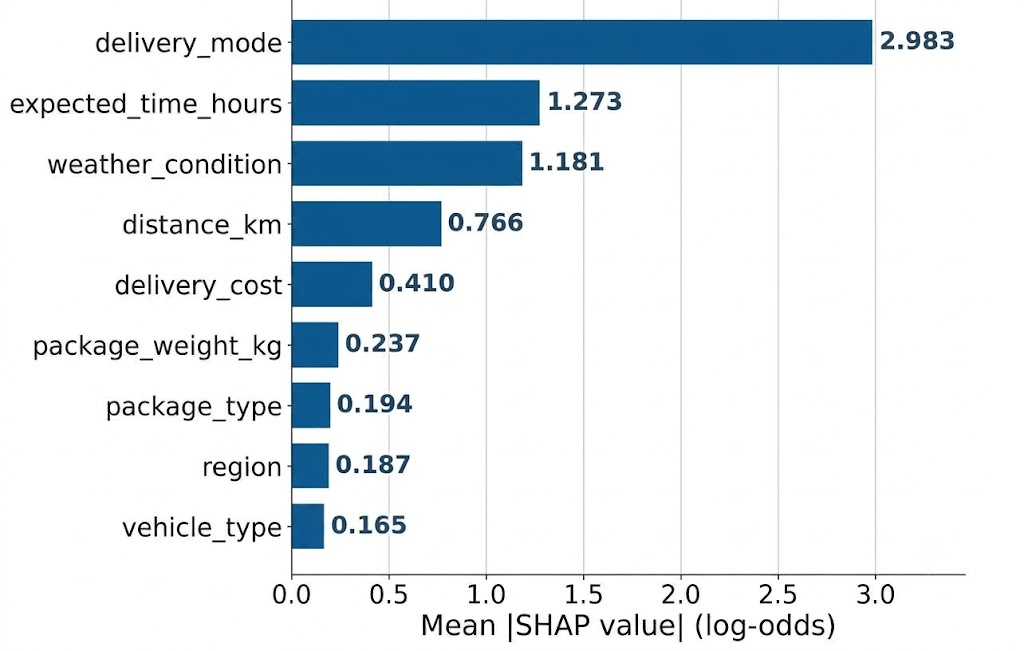 delivery_mode 2.983
expected_time_hours 1.273
weather_condition 1.181
distance_km 0.766
delivery_cost 0.410
package_weight_kg 0.237
package_type 0.194
region 0.187
vehicle_type 0.165
0.0 0.5 1.0 1.5 2.0 2.5 3.0
Mean |SHAP value| (log-odds)